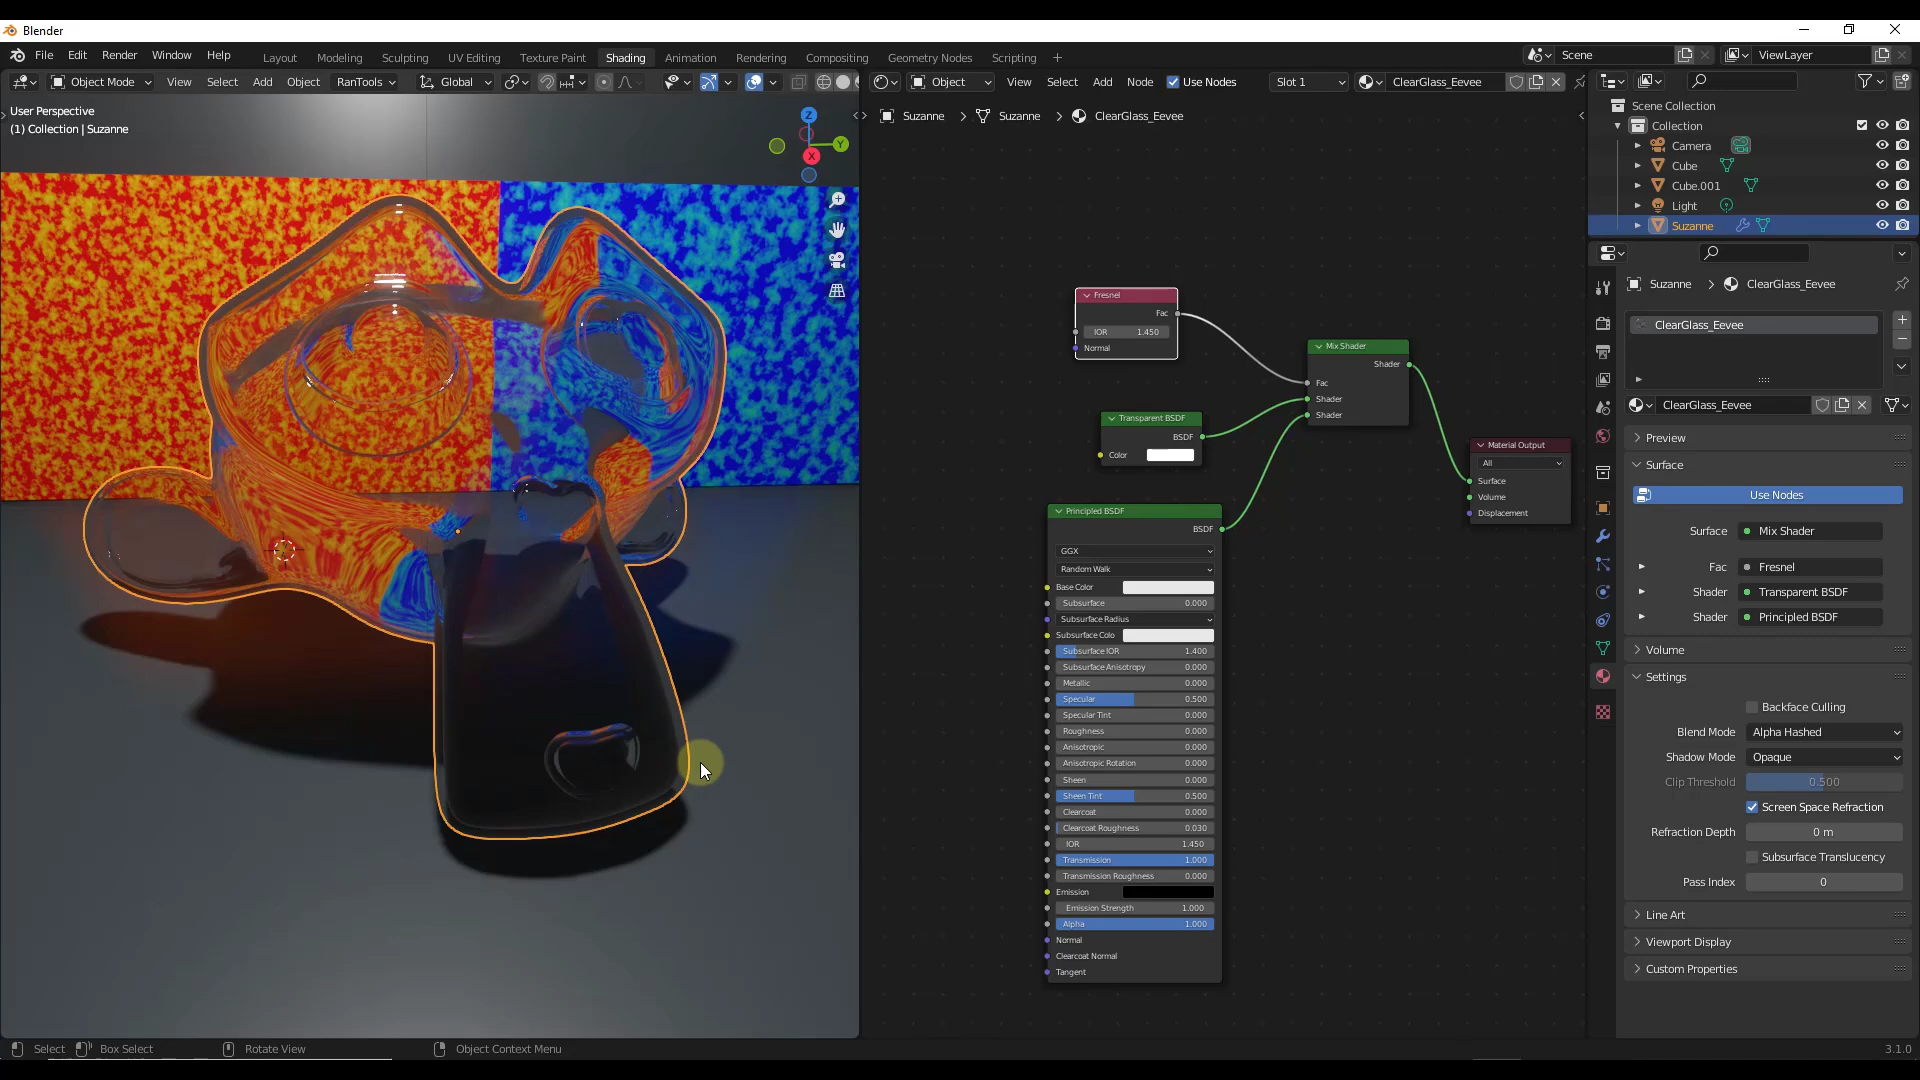 Blender
File Edit Render Window Help Layout Modeling Sculpting UV Editing Texture Paint Shading Animation Rendering Compositing Geometry Nodes Scripting + Scene ViewLayer
Object Mode View Select Add Object RanTools Global Object View Select Add Node Use Nodes Slot 1 ClearGlass_Eevee
User Perspective
(1) Collection | Suzanne
Z
Y
X
Suzanne > Suzanne > ClearGlass_Eevee
Fresnel
Fac
IOR 1.450
Normal
Transparent BSDF
BSDF
Color
Mix Shader
Shader
Fac
Shader
Shader
Material Output
All
Surface
Volume
Displacement
Principled BSDF
BSDF
GGX
Random Walk
Base Color
Subsurface 0.000
Subsurface Radius
Subsurface Colo
Subsurface IOR 1.400
Subsurface Anisotropy 0.000
Metallic 0.000
Specular 0.500
Specular Tint 0.000
Roughness 0.000
Anisotropic 0.000
Anisotropic Rotation 0.000
Sheen 0.000
Sheen Tint 0.500
Clearcoat 0.000
Clearcoat Roughness 0.030
IOR 1.450
Transmission 1.000
Transmission Roughness 0.000
Emission
Emission Strength 1.000
Alpha 1.000
Normal
Clearcoat Normal
Tangent
Scene Collection
Collection
Camera
Cube
Cube.001
Light
Suzanne
Suzanne > ClearGlass_Eevee
ClearGlass_Eevee
ClearGlass_Eevee
Preview
Surface
Use Nodes
Surface Mix Shader
Fac Fresnel
Shader Transparent BSDF
Shader Principled BSDF
Volume
Settings
Backface Culling
Blend Mode Alpha Hashed
Shadow Mode Opaque
Clip Threshold 0.500
Screen Space Refraction
Refraction Depth 0 m
Subsurface Translucency
Pass Index 0
Line Art
Viewport Display
Custom Properties
Select Box Select Rotate View Object Context Menu 3.1.0